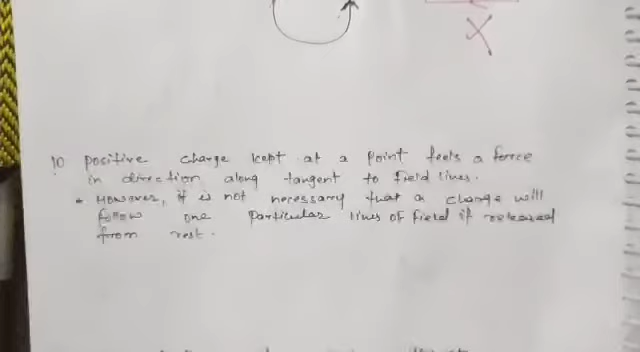 10 positive charge kept at a point feels a force
in direction along tangent to field lines.
* However, it is not necessary that a charge will
follow one particular lines of field if released
from rest.